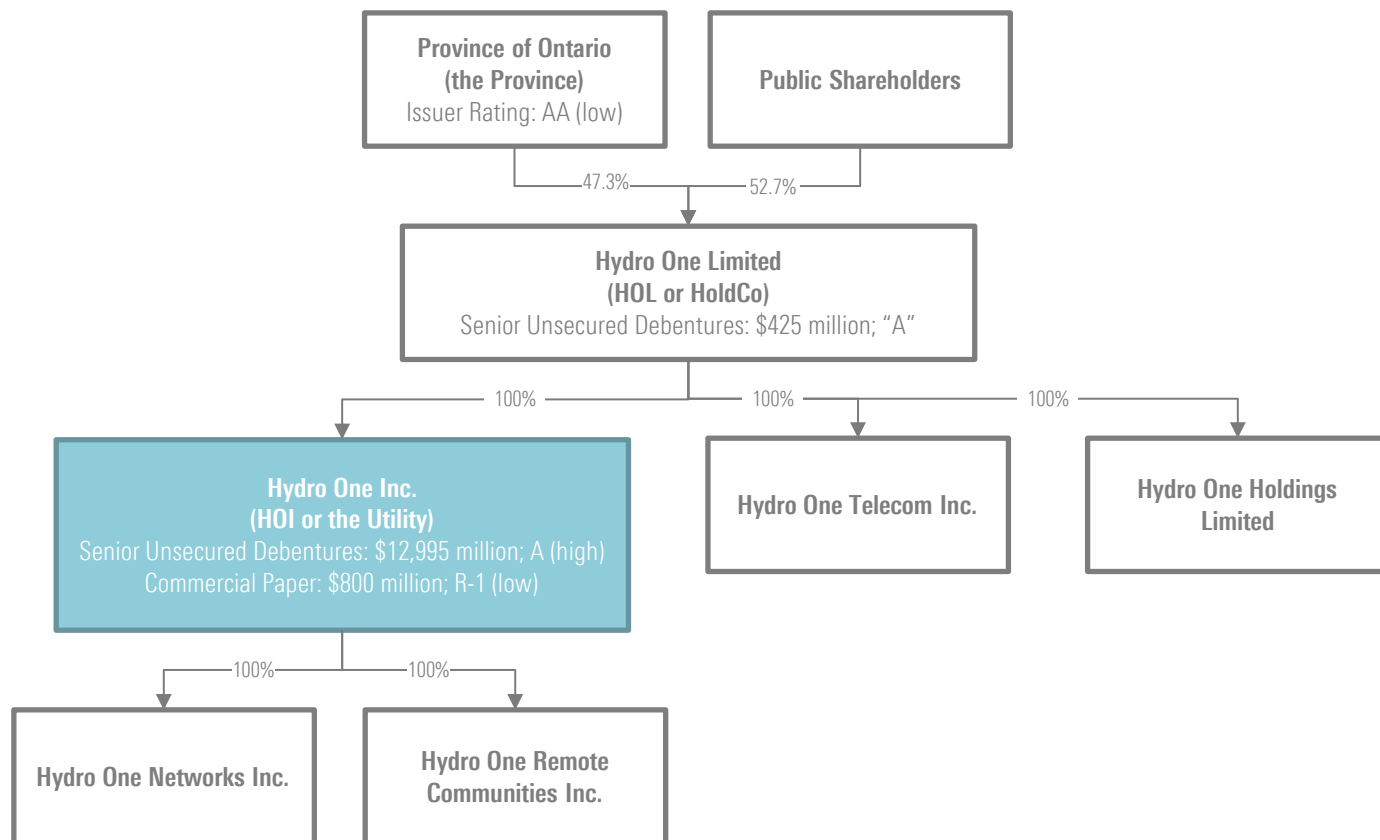 Province of Ontario
(the Province)
Issuer Rating: AA (low)
Public Shareholders
47.3%
52.7%
Hydro One Limited
(HOL or HoldCo)
Senior Unsecured Debentures: $425 million; “A”
100%
100%
100%
Hydro One Inc.
(HOI or the Utility)
Senior Unsecured Debentures: $12,995 million; A (high)
Commercial Paper: $800 million; R-1 (low)
Hydro One Telecom Inc.
Hydro One Holdings
Limited
100%
100%
Hydro One Networks Inc.
Hydro One Remote
Communities Inc.